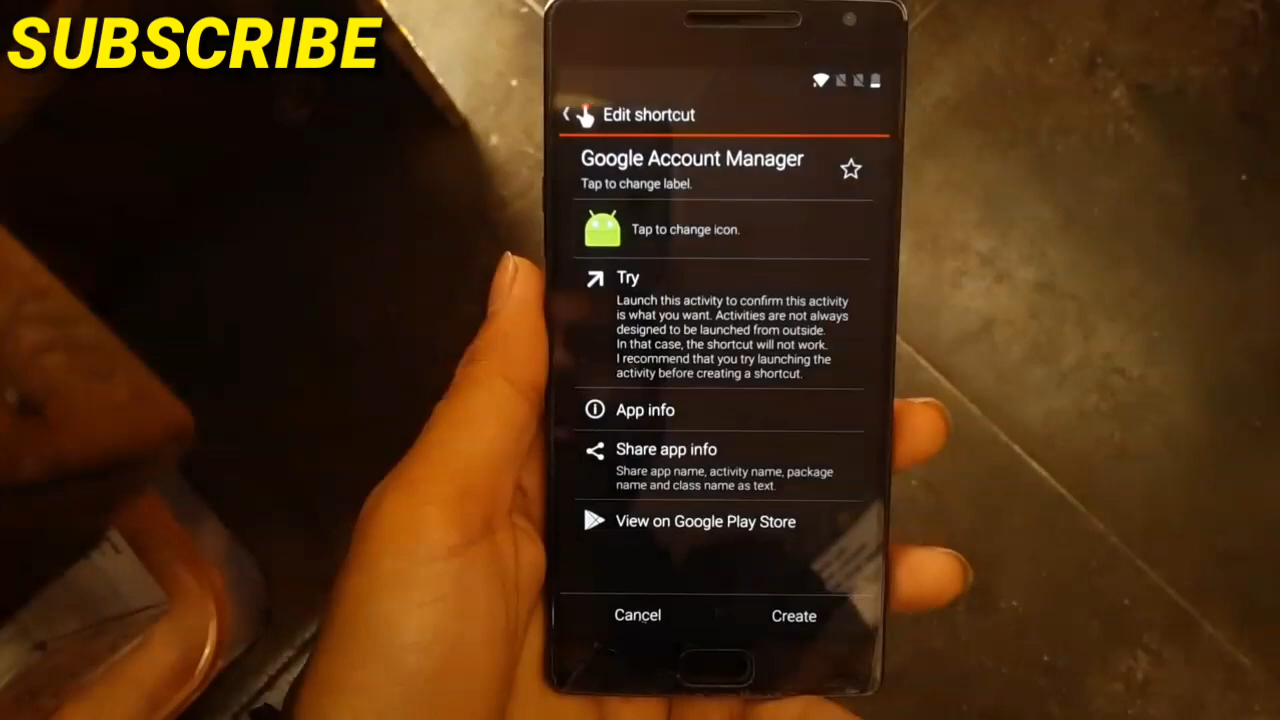 SUBSCRIBE
Edit shortcut
Google Account Manager
Tap to change label.
Tap to change icon.
Try
Launch this activity to confirm this activity
is what you want. Activities are not always
designed to be launched from outside.
In that case, the shortcut will not work.
I recommend that you try launching the
activity before creating a shortcut.
App info
Share app info
Share app name, activity name, package
name and class name as text.
View on Google Play Store
Cancel
Create